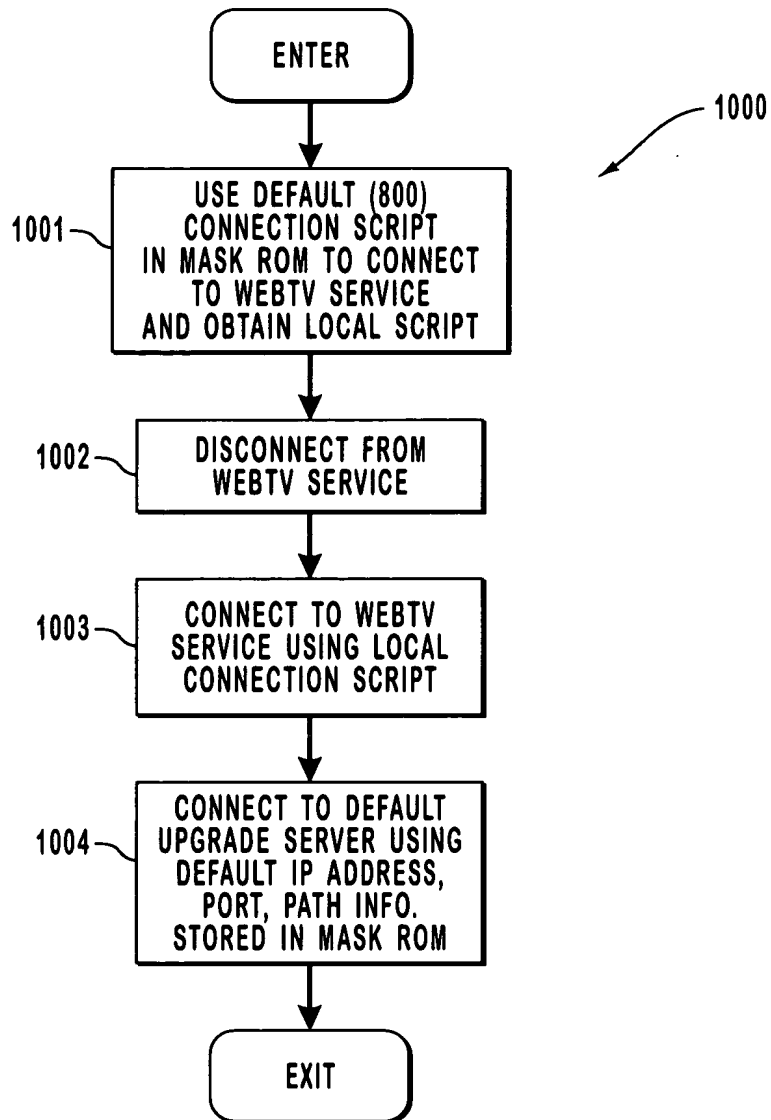 ENTER
1000
1001
USE DEFAULT (800)
CONNECTION SCRIPT
IN MASK ROM TO CONNECT
TO WEBTV SERVICE
AND OBTAIN LOCAL SCRIPT
1002
DISCONNECT FROM
WEBTV SERVICE
1003
CONNECT TO WEBTV
SERVICE USING LOCAL
CONNECTION SCRIPT
1004
CONNECT TO DEFAULT
UPGRADE SERVER USING
DEFAULT IP ADDRESS,
PORT, PATH INFO.
STORED IN MASK ROM
EXIT